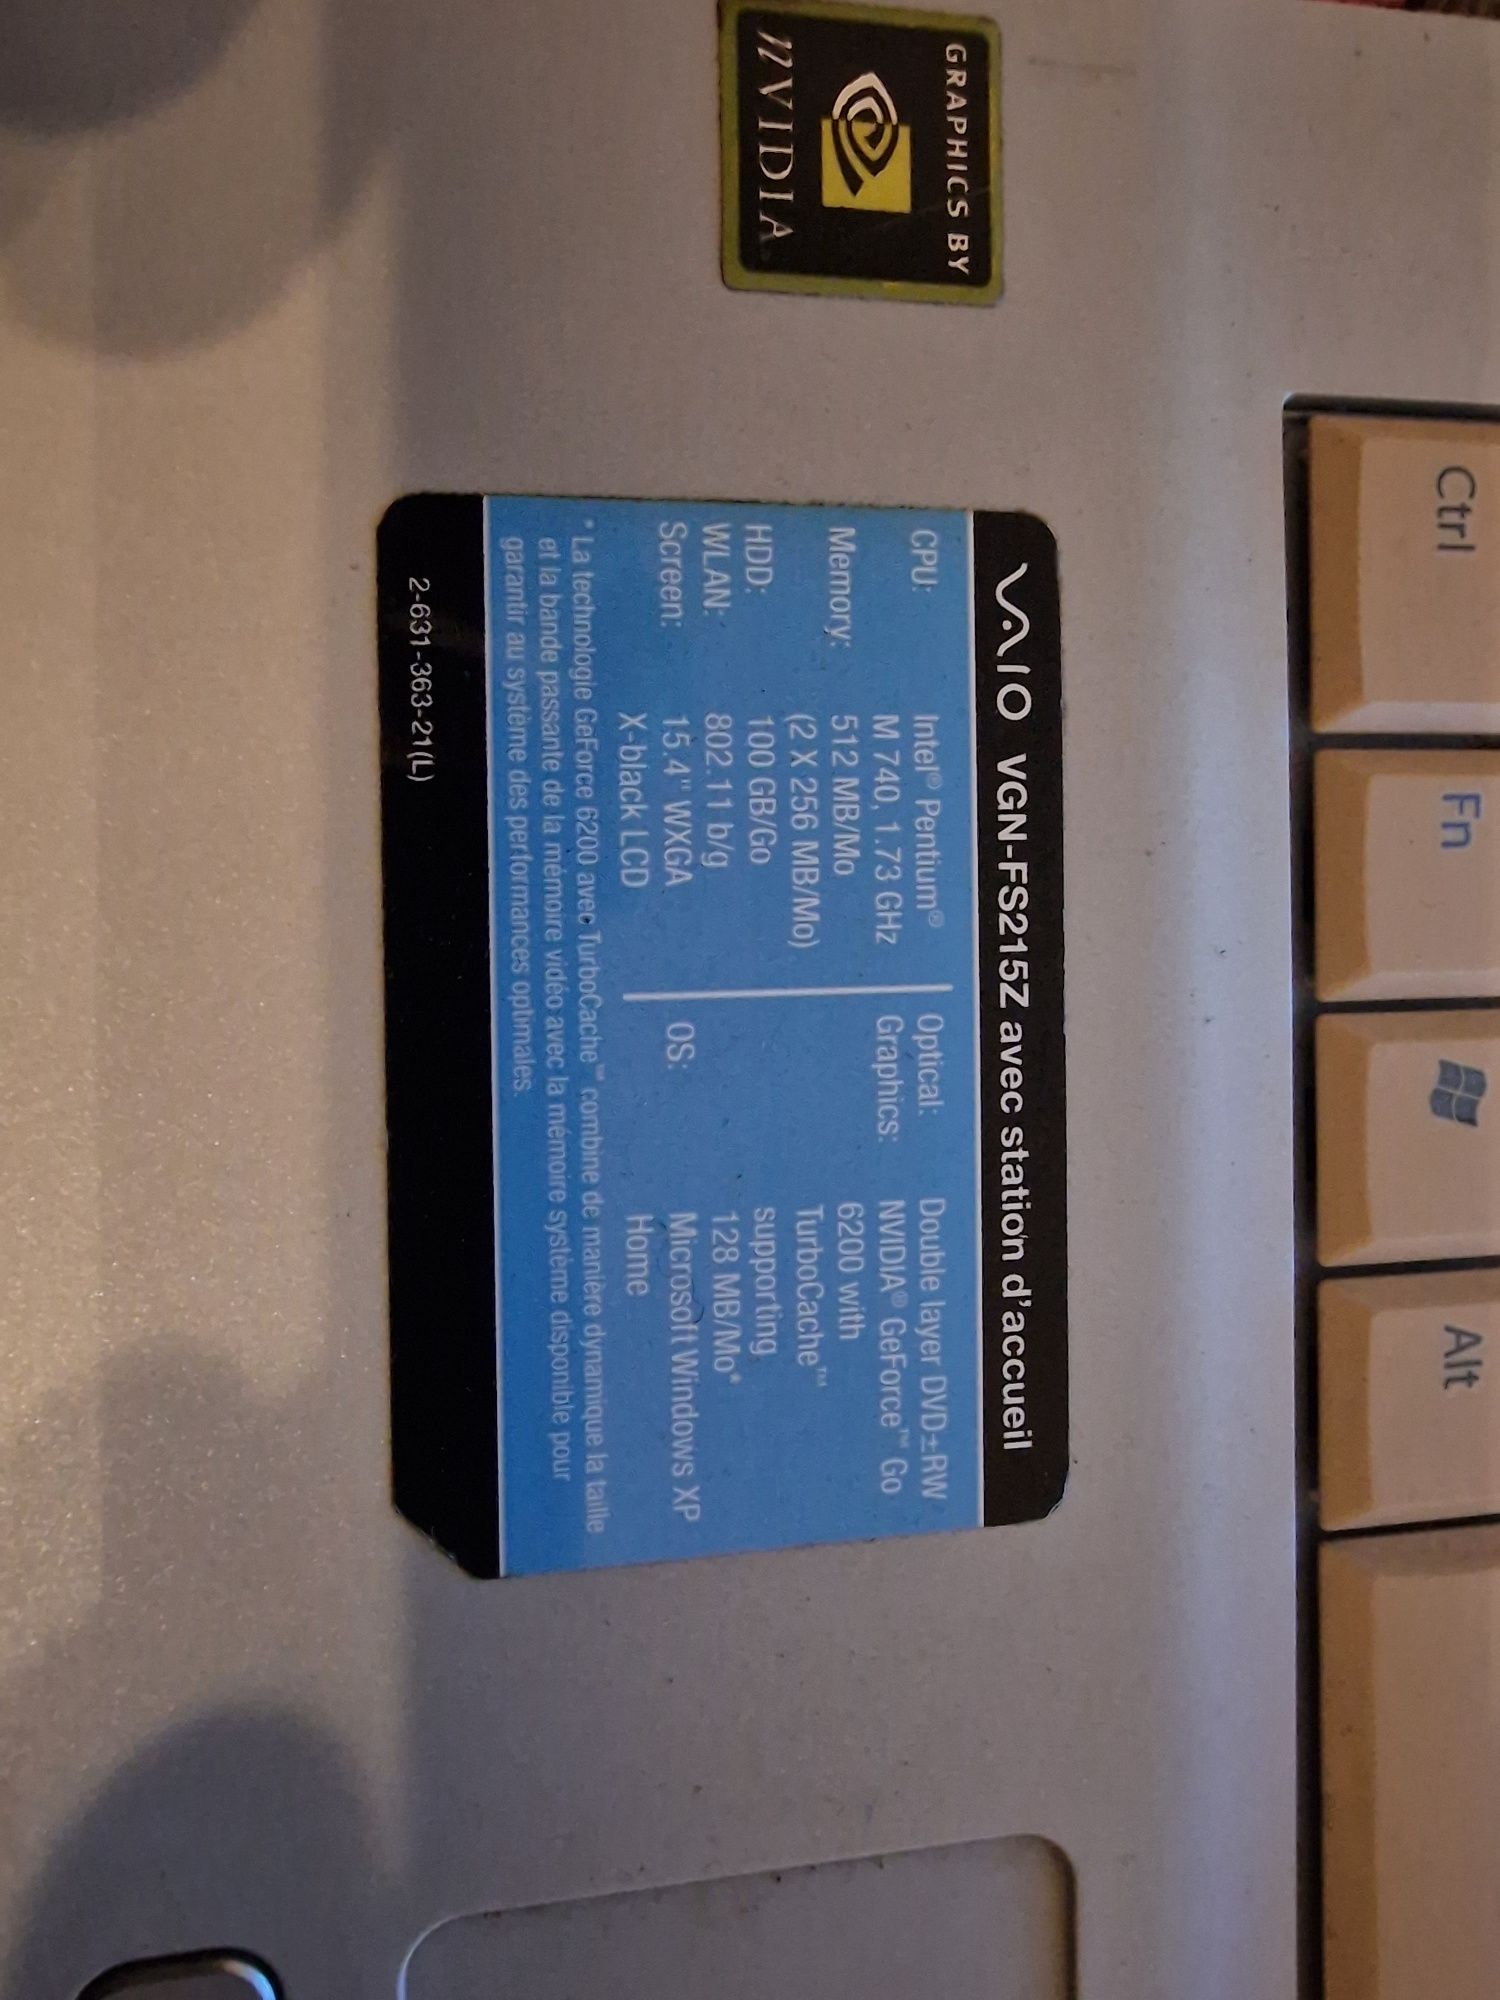 GRAPHICS BY
nVIDIA
Ctrl
Fn
Alt
VAIO VGN-FS215Z avec station d'accueil
CPU: Intel® Pentium®
M 740, 1.73 GHz
Memory: 512 MB/Mo
(2 X 256 MB/Mo)
HDD: 100 GB/Go
WLAN: 802.11 b/g
Screen: 15.4" WXGA
X-black LCD
Optical: Double layer DVD±RW
Graphics: NVIDIA® GeForce™ Go
6200 with
TurboCache™
supporting
128 MB/Mo*
OS: Microsoft Windows XP
Home
* La technologie GeForce 6200 avec TurboCache™ combine de manière dynamique la taille
et la bande passante de la mémoire vidéo avec la mémoire système disponible pour
garantir au système des performances optimales.
2-631-363-21(L)